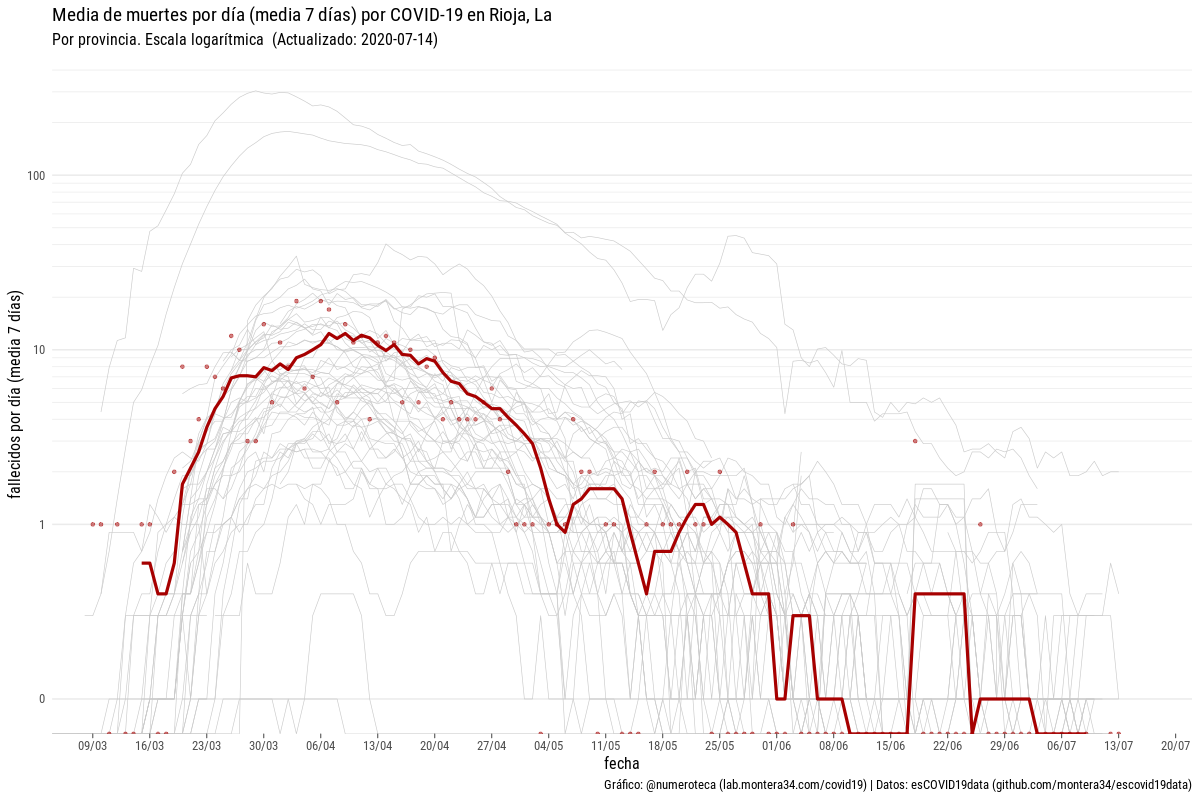 Media de muertes por día (media 7 días) por COVID-19 en Rioja, La
Por provincia. Escala logarítmica (Actualizado: 2020-07-14)
fallecidos por día (media 7 días)
100
10
1
0
09/03 16/03 23/03 30/03 06/04 13/04 20/04 27/04 04/05 11/05 18/05 25/05 01/06 08/06 15/06 22/06 29/06 06/07 13/07 20/07
fecha
Gráfico: @numeroteca (lab.montera34.com/covid19) | Datos: esCOVID19data (github.com/montera34/escovid19data)